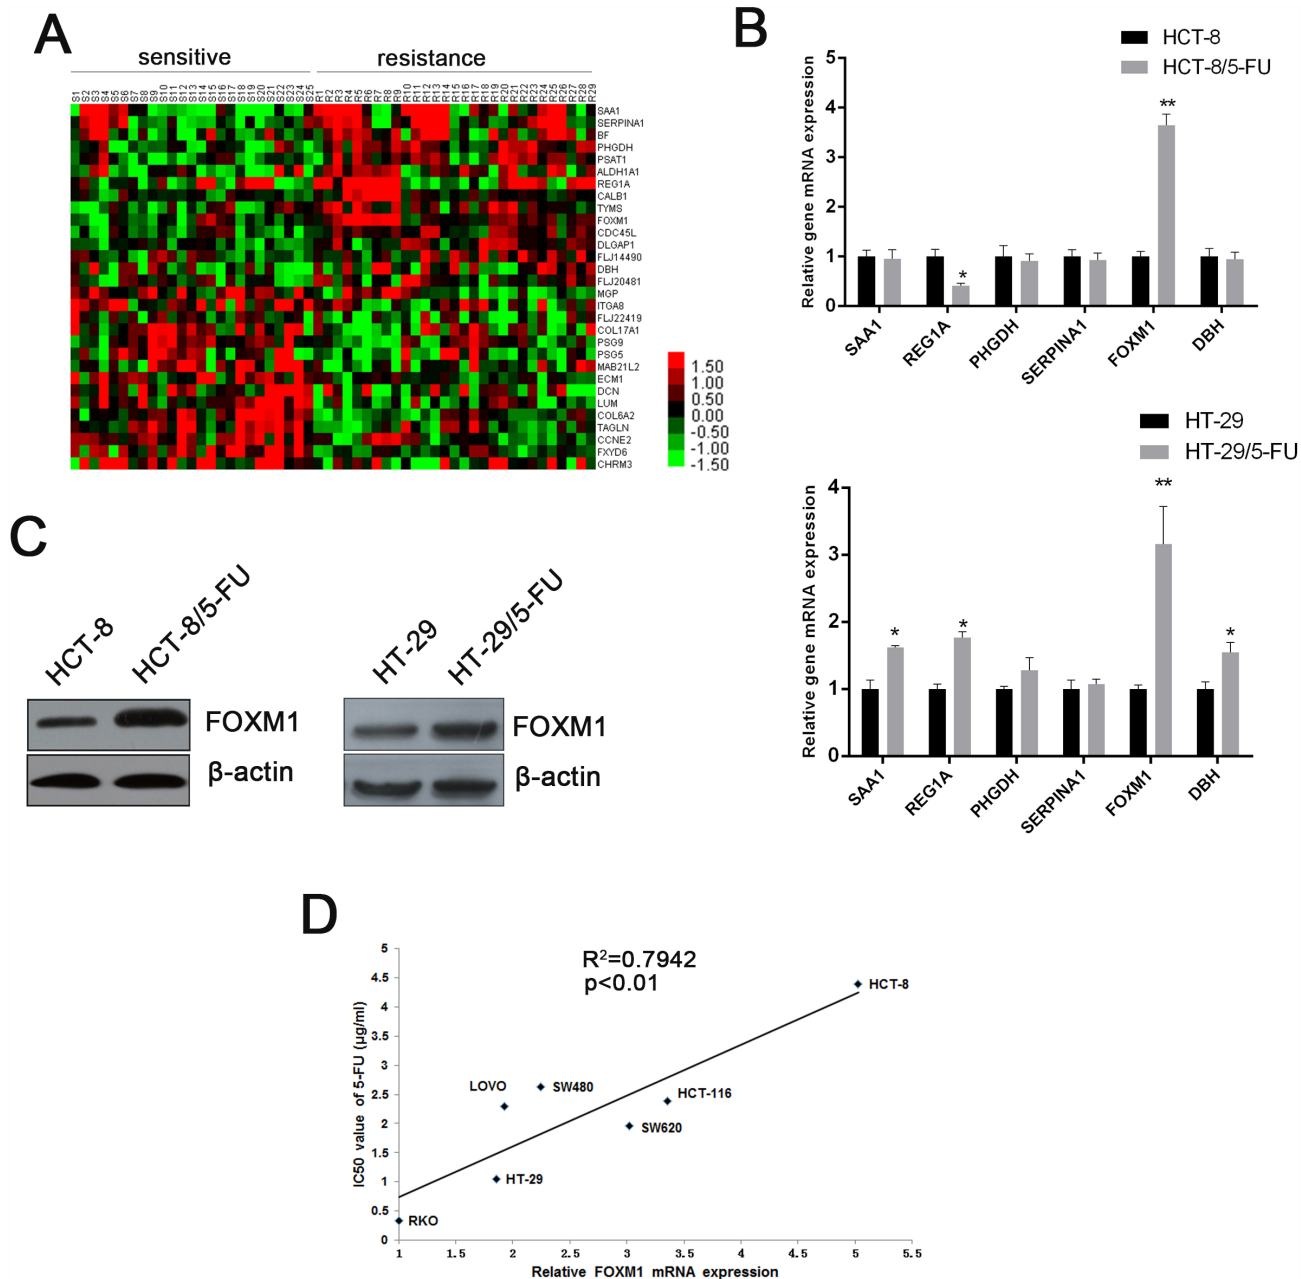 A
sensitive
resistance
S1 S2 S3 S4 S5 S6 S7 S8 S9 S10 S11 S12 S13 S14 S15 S16 S17 S18 S19 S20 S21 S22 S23 S24 S25 R1 R2 R3 R4 R5 R6 R7 R8 R9 R10 R11 R12 R13 R14 R15 R16 R17 R18 R19 R20 R21 R22 R23 R24 R25 R26 R27 R28 R29
SAA1
SERPINA1
BF
PHGDH
PSAT1
ALDH1A1
REG1A
CALB1
TYMS
FOXM1
CDC45L
DLGAP1
FLJ14490
DBH
FLJ20481
MGP
ITGA8
FLJ22419
COL17A1
PSG9
PSG5
MAB21L2
ECM1
DCN
LUM
COL6A2
TAGLN
CCNE2
FXYD6
CHRM3
1.50
1.00
0.50
0.00
-0.50
-1.00
-1.50
B
HCT-8
HCT-8/5-FU
Relative gene mRNA expression
5
4
3
2
1
0
*
**
SAA1
REG1A
PHGDH
SERPINA1
FOXM1
DBH
HT-29
HT-29/5-FU
Relative gene mRNA expression
4
3
2
1
0
*
*
**
*
SAA1
REG1A
PHGDH
SERPINA1
FOXM1
DBH
C
HCT-8
HCT-8/5-FU
FOXM1
β-actin
HT-29
HT-29/5-FU
FOXM1
β-actin
D
R²=0.7942
p<0.01
IC50 value of 5-FU (μg/ml)
5
4.5
4
3.5
3
2.5
2
1.5
1
0.5
0
HCT-8
LOVO
SW480
HCT-116
SW620
HT-29
RKO
1 1.5 2 2.5 3 3.5 4 4.5 5 5.5
Relative FOXM1 mRNA expression